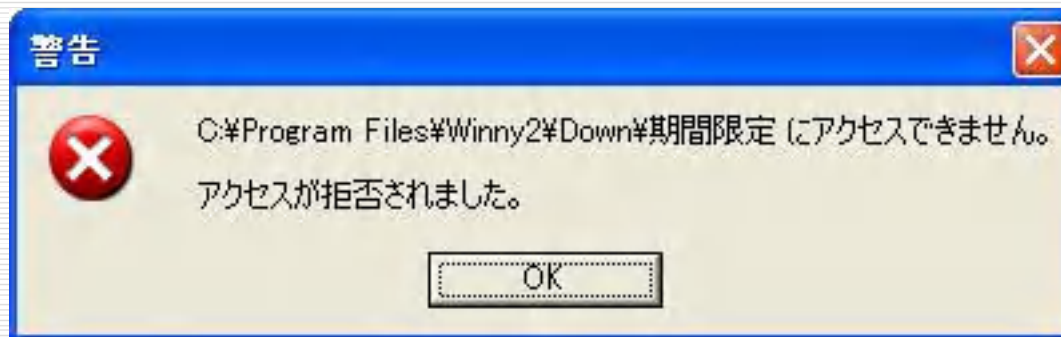 警告
C:¥Program Files¥Winny2¥Down¥期間限定 にアクセスできません。
アクセスが拒否されました。
OK